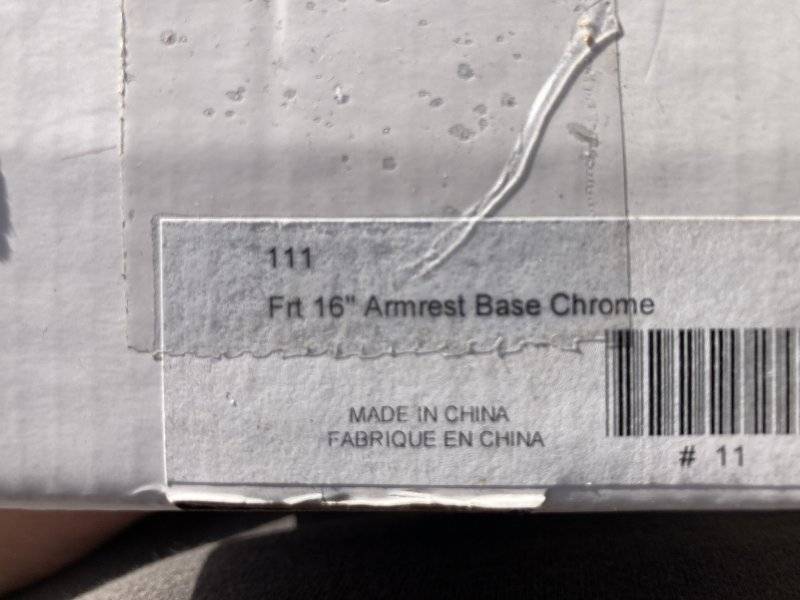 111
Frt 16" Armrest Base Chrome
MADE IN CHINA
FABRIQUE EN CHINA
# 11